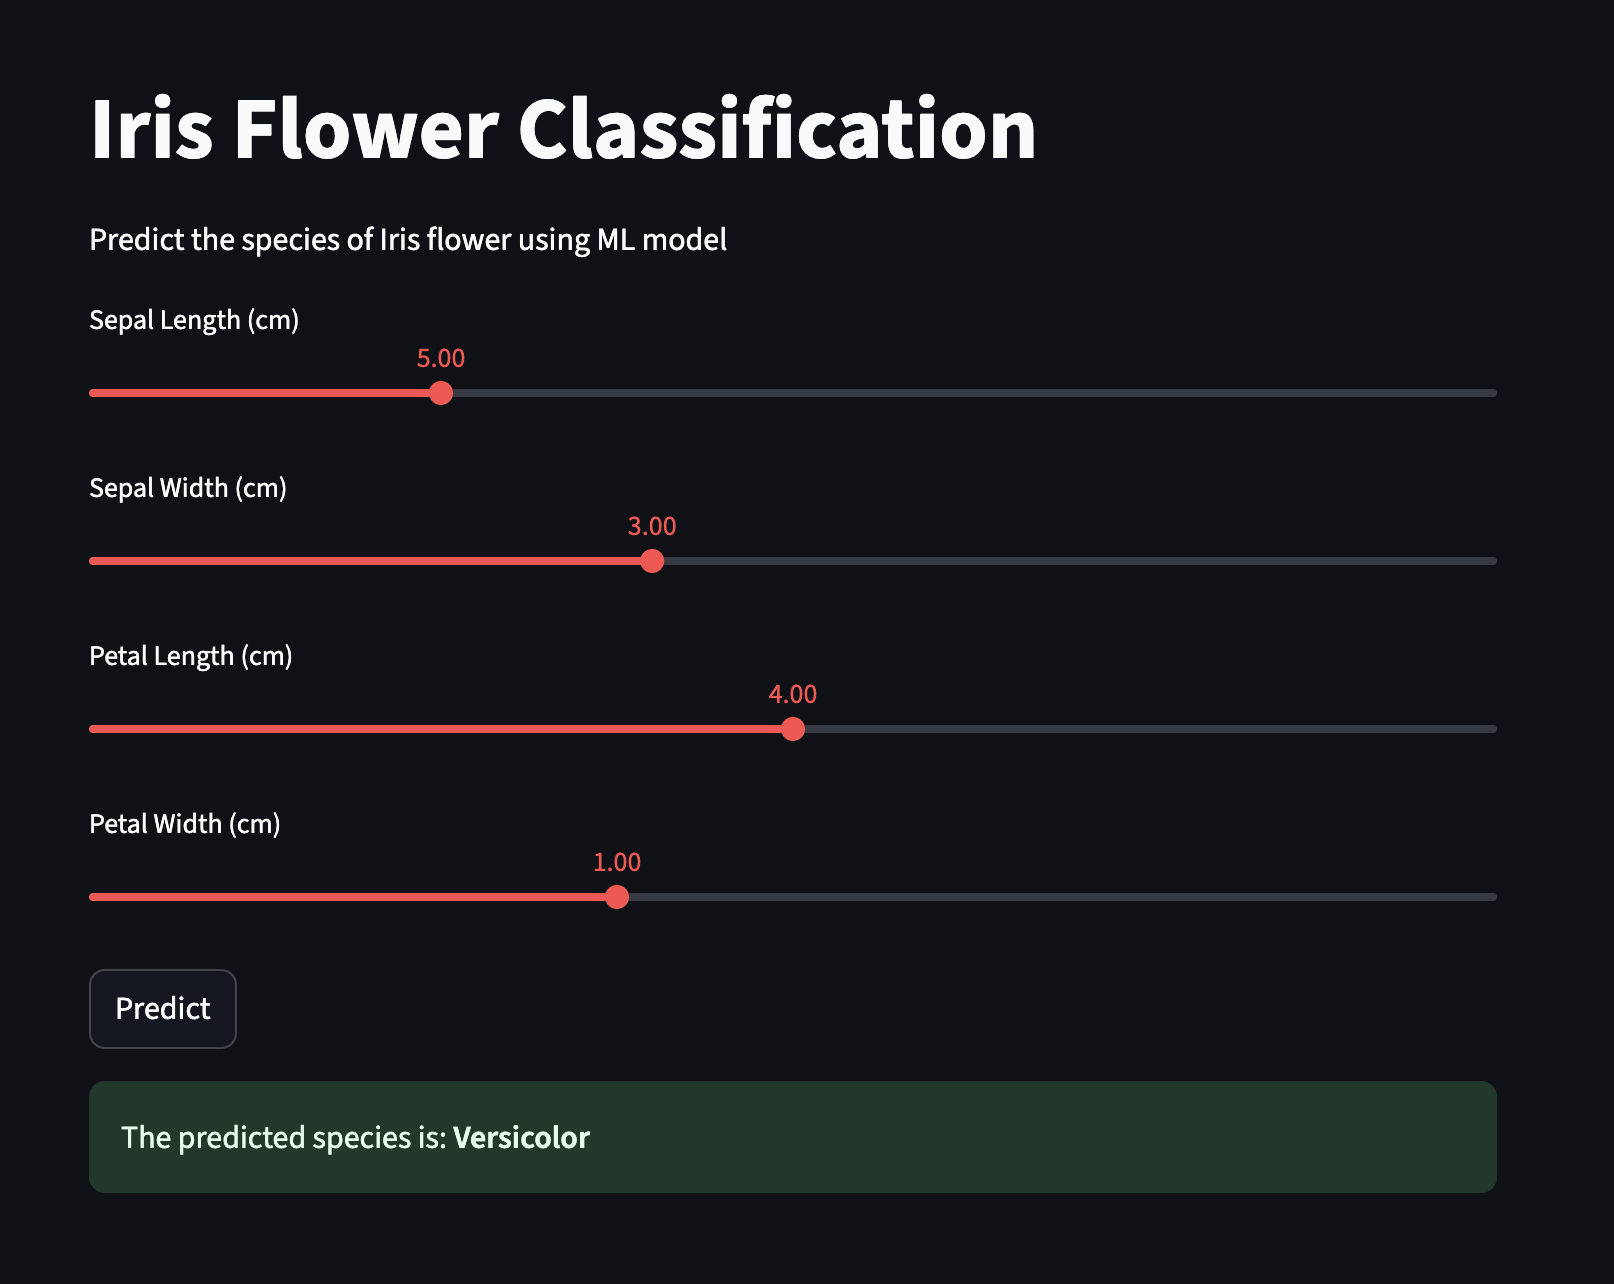 Iris Flower Classification
Predict the species of Iris flower using ML model
Sepal Length (cm)
5.00
Sepal Width (cm)
3.00
Petal Length (cm)
4.00
Petal Width (cm)
1.00
Predict
The predicted species is: Versicolor